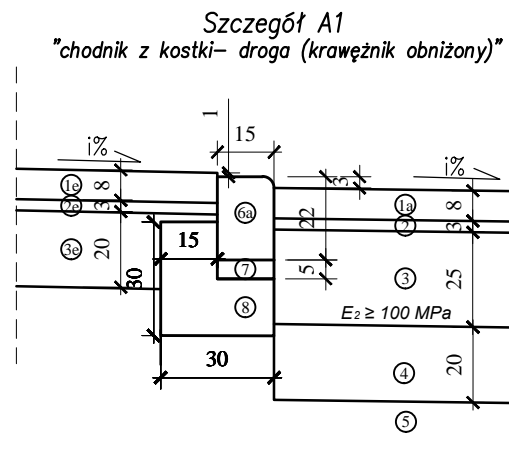 Szczegół A1
"chodnik z kostki– droga (krawężnik obniżony)"
1
15
i%
i%
1e
8
3
1a
8
2e
3
6a
22
2
3
3e
20
15
7
5
3
25
30
8
E₂ ≥ 100 MPa
30
4
20
5